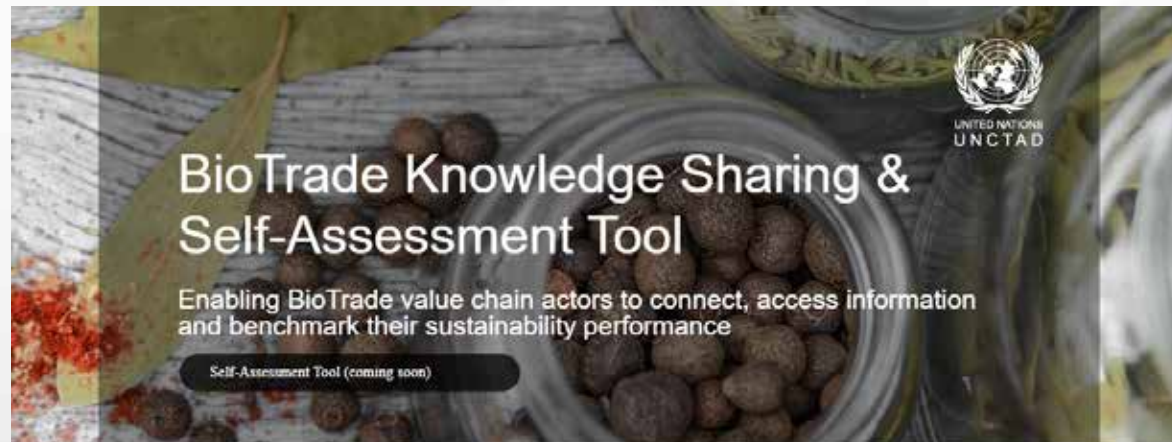 UNITED NATIONS
UNCTAD
BioTrade Knowledge Sharing &
Self-Assessment Tool
Enabling BioTrade value chain actors to connect, access information
and benchmark their sustainability performance
Self-Assessment Tool (coming soon)